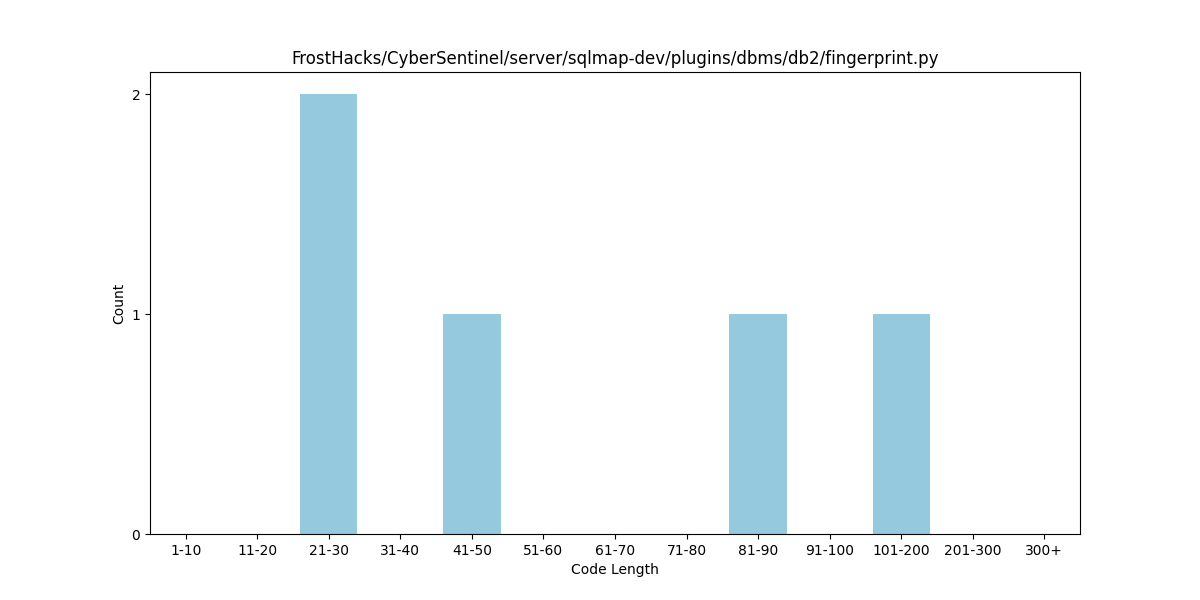 FrostHacks/CyberSentinel/server/sqlmap-dev/plugins/dbms/db2/fingerprint.py
2
1
0
Count
1-10 11-20 21-30 31-40 41-50 51-60 61-70 71-80 81-90 91-100 101-200 201-300 300+
Code Length